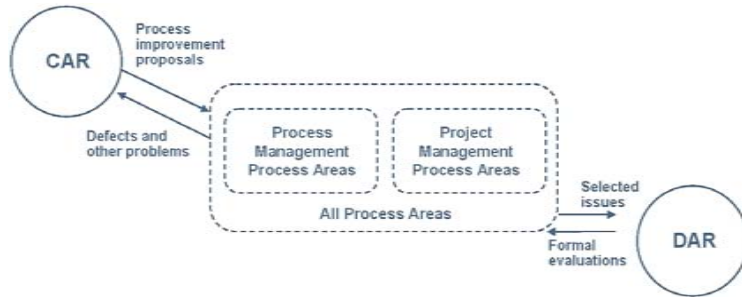 CAR
Process
improvement
proposals
Defects and
other problems
Process
Management
Process Areas
Project
Management
Process Areas
All Process Areas
Selected
issues
Formal
evaluations
DAR